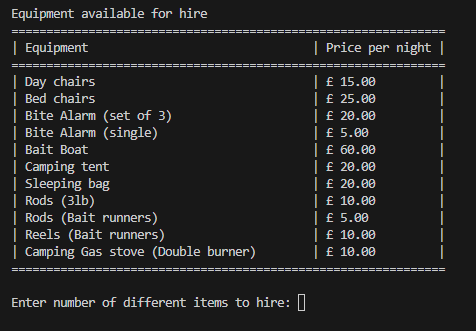 Equipment available for hire
==============================================================
| Equipment                                | Price per night |
==============================================================
| Day chairs                               | £ 15.00         |
| Bed chairs                               | £ 25.00         |
| Bite Alarm (set of 3)                    | £ 20.00         |
| Bite Alarm (single)                      | £ 5.00          |
| Bait Boat                                | £ 60.00         |
| Camping tent                             | £ 20.00         |
| Sleeping bag                             | £ 20.00         |
| Rods (3lb)                               | £ 10.00         |
| Rods (Bait runners)                      | £ 5.00          |
| Reels (Bait runners)                     | £ 10.00         |
| Camping Gas stove (Double burner)        | £ 10.00         |
==============================================================
Enter number of different items to hire: